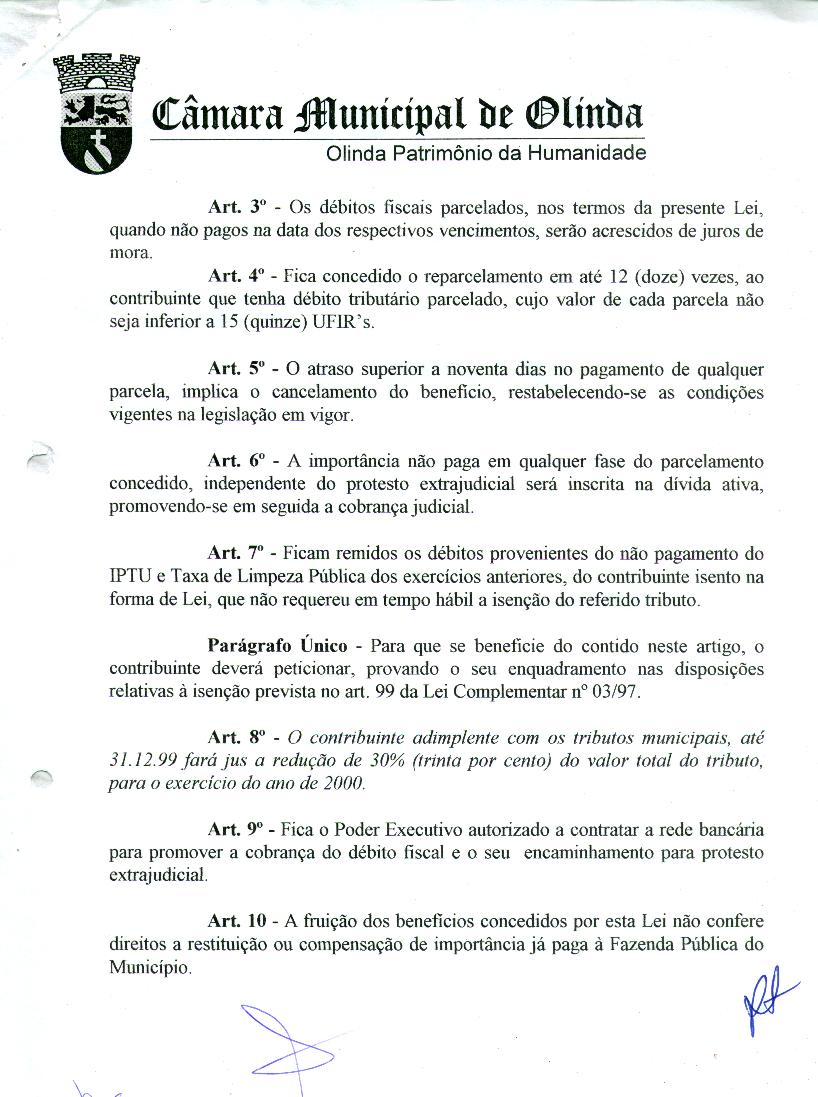 Câmara Municipal de Olinda
Olinda Patrimônio da Humanidade
Art. 3º - Os débitos fiscais parcelados, nos termos da presente Lei,
quando não pagos na data dos respectivos vencimentos, serão acrescidos de juros de
mora.
Art. 4º - Fica concedido o reparcelamento em até 12 (doze) vezes, ao
contribuinte que tenha débito tributário parcelado, cujo valor de cada parcela não
seja inferior a 15 (quinze) UFIR's.
Art. 5º - O atraso superior a noventa dias no pagamento de qualquer
parcela, implica o cancelamento do benefício, restabelecendo-se as condições
vigentes na legislação em vigor.
Art. 6º - A importância não paga em qualquer fase do parcelamento
concedido, independente do protesto extrajudicial será inscrita na dívida ativa,
promovendo-se em seguida a cobrança judicial.
Art. 7º - Ficam remidos os débitos provenientes do não pagamento do
IPTU e Taxa de Limpeza Pública dos exercícios anteriores, do contribuinte isento na
forma de Lei, que não requereu em tempo hábil a isenção do referido tributo.
Parágrafo Único - Para que se beneficie do contido neste artigo, o
contribuinte deverá peticionar, provando o seu enquadramento nas disposições
relativas à isenção prevista no art. 99 da Lei Complementar nº 03/97.
Art. 8º - O contribuinte adimplente com os tributos municipais, até
31.12.99 fará jus a redução de 30% (trinta por cento) do valor total do tributo,
para o exercício do ano de 2000.
Art. 9º - Fica o Poder Executivo autorizado a contratar a rede bancária
para promover a cobrança do débito fiscal e o seu encaminhamento para protesto
extrajudicial.
Art. 10 - A fruição dos benefícios concedidos por esta Lei não confere
direitos a restituição ou compensação de importância já paga à Fazenda Pública do
Município.